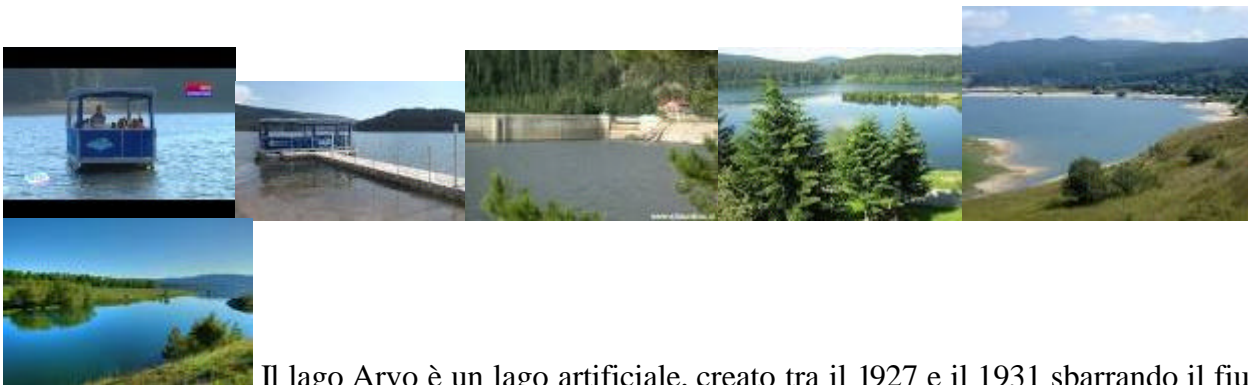 Il lago Arvo è un lago artificiale, creato tra il 1927 e il 1931 sbarrando il fiu